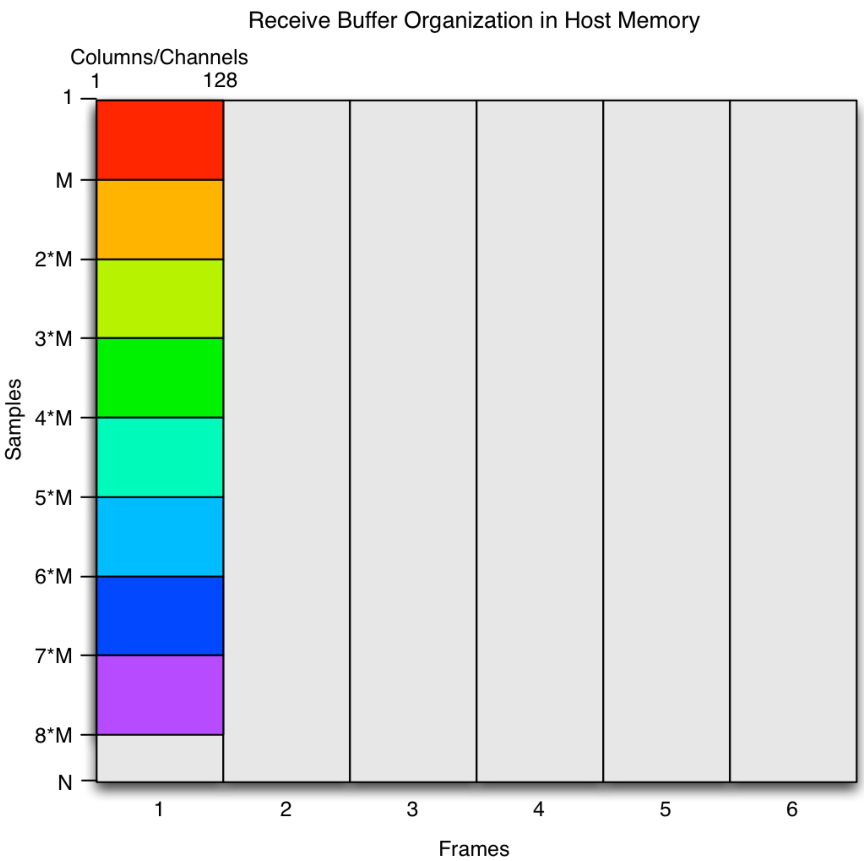 Receive Buffer Organization in Host Memory
Columns/Channels
1 128
1
M
2*M
3*M
4*M
5*M
6*M
7*M
8*M
N
Samples
1 2 3 4 5 6
Frames